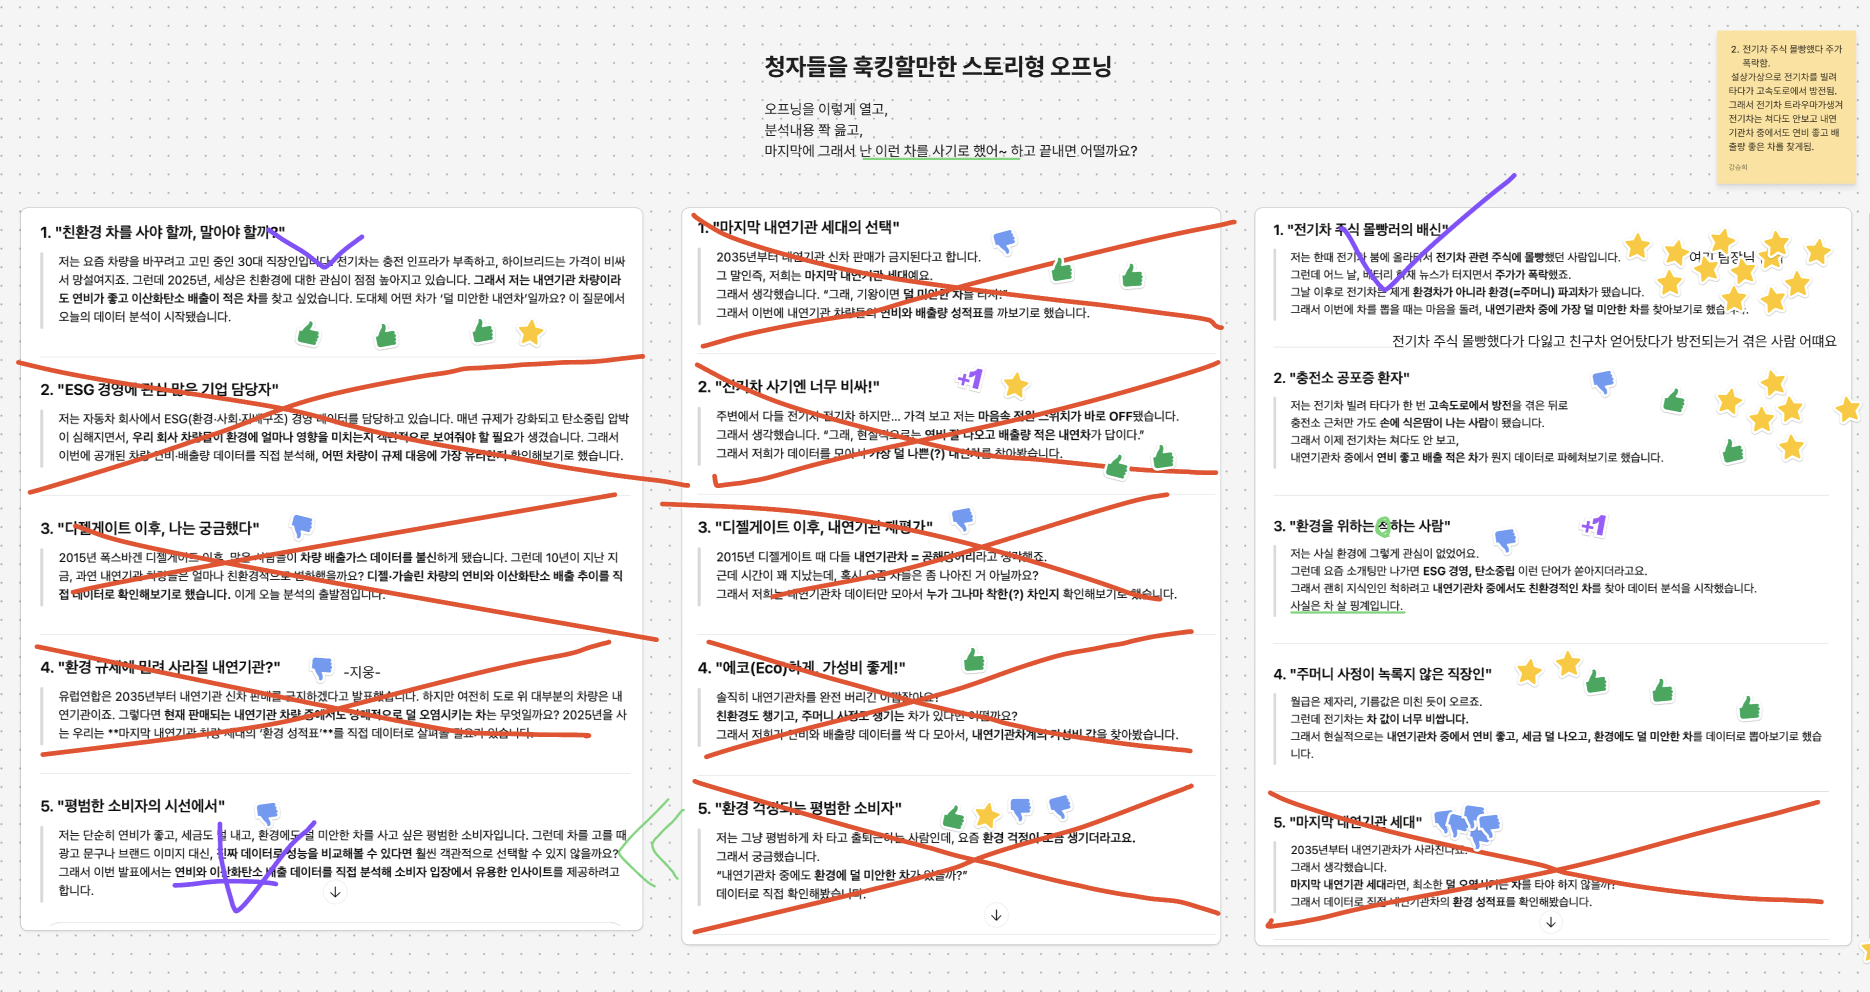 청자들을 훅킹할만한 스토리형 오프닝
오프닝을 이렇게 열고,
분석내용 쫙 읊고,
마지막에 그래서 난 이런 차를 사기로 했어~ 하고 끝내면 어떨까요?
2. 전기차 주식 몰빵했다 주가
폭락함.
설상가상으로 전기차를 빌려
타다가 고속도로에서 방전됨.
그래서 전기차 트라우마가생겨
전기차는 쳐다도 안보고 내연
기관차 중에서도 연비 좋고 배
출량 좋은 차를 찾게됨.
강승희
1. "친환경 차를 사야 할까, 말아야 할까?"
저는 요즘 차량을 바꾸려고 고민 중인 30대 직장인입니다. 전기차는 충전 인프라가 부족하고, 하이브리드는 가격이 비싸
서 망설여지죠. 그런데 2025년, 세상은 친환경에 대한 관심이 점점 높아지고 있습니다. 그래서 저는 내연기관 차량이라
도 연비가 좋고 이산화탄소 배출이 적은 차를 찾고 싶었습니다. 도대체 어떤 차가 '덜 미안한 내연차'일까요? 이 질문에서
오늘의 데이터 분석이 시작됐습니다.
2. "ESG 경영에 관심 많은 기업 담당자"
저는 자동차 회사에서 ESG(환경·사회·지배구조) 경영 데이터를 담당하고 있습니다. 매년 규제가 강화되고 탄소중립 압박
이 심해지면서, 우리 회사 차량들이 환경에 얼마나 영향을 미치는지 객관적으로 보여줘야 할 필요가 생겼습니다. 그래서
이번에 공개된 차량 연비·배출량 데이터를 직접 분석해, 어떤 차량이 규제 대응에 가장 유리한지 확인해보기로 했습니다.
3. "디젤게이트 이후, 나는 궁금했다"
2015년 폭스바겐 디젤게이트 이후, 많은 사람들이 차량 배출가스 데이터를 불신하게 됐습니다. 그런데 10년이 지난 지
금, 과연 내연기관 차량들은 얼마나 친환경적으로 변화했을까요? 디젤·가솔린 차량의 연비와 이산화탄소 배출 추이를 직
접 데이터로 확인해보기로 했습니다. 이게 오늘 분석의 출발점입니다.
4. "환경 규제에 밀려 사라질 내연기관?"
-지웅-
유럽연합은 2035년부터 내연기관 신차 판매를 금지하겠다고 발표했습니다. 하지만 여전히 도로 위 대부분의 차량은 내
연기관이죠. 그렇다면 현재 판매되는 내연기관 차량 중에서도 상대적으로 덜 오염시키는 차는 무엇일까요? 2025년을 사
는 우리는 **마지막 내연기관 차량 세대의 '환경 성적표'**를 직접 데이터로 살펴볼 필요가 있습니다.
5. "평범한 소비자의 시선에서"
저는 단순히 연비가 좋고, 세금도 덜 내고, 환경에도 덜 미안한 차를 사고 싶은 평범한 소비자입니다. 그런데 차를 고를 때
광고 문구나 브랜드 이미지 대신, 진짜 데이터로 성능을 비교해볼 수 있다면 훨씬 객관적으로 선택할 수 있지 않을까요?
그래서 이번 발표에서는 연비와 이산화탄소 배출 데이터를 직접 분석해 소비자 입장에서 유용한 인사이트를 제공하려고
합니다.
1. "마지막 내연기관 세대의 선택"
2035년부터 내연기관 신차 판매가 금지된다고 합니다.
그 말인즉, 저희는 마지막 내연기관 세대예요.
그래서 생각했습니다. "그래, 기왕이면 덜 미안한 차를 타자!"
그래서 이번에 내연기관 차량들의 연비와 배출량 성적표를 까보기로 했습니다.
2. "전기차 사기엔 너무 비싸!"
+1
주변에서 다들 전기차 전기차 하지만... 가격 보고 저는 마음속 전원 스위치가 바로 OFF됐습니다.
그래서 생각했습니다. "그래, 현실적으로는 연비 잘 나오고 배출량 적은 내연차가 답이다."
그래서 저희가 데이터를 모아서 가장 덜 나쁜(?) 내연차를 찾아봤습니다.
3. "디젤게이트 이후, 내연기관 재평가"
2015년 디젤게이트 때 다들 내연기관차 = 공해덩어리라고 생각했죠.
근데 시간이 꽤 지났는데, 혹시 요즘 차들은 좀 나아진 거 아닐까요?
그래서 저희는 내연기관차 데이터만 모아서 누가 그나마 착한(?) 차인지 확인해보기로 했습니다.
4. "에코(Eco)하게, 가성비 좋게!"
솔직히 내연기관차를 완전 버리긴 아깝잖아요?
친환경도 챙기고, 주머니 사정도 생기는 차가 있다면 어떨까요?
그래서 저희가 연비와 배출량 데이터를 싹 다 모아서, 내연기관차계의 가성비 갑을 찾아봤습니다.
5. "환경 걱정되는 평범한 소비자"
저는 그냥 평범하게 차 타고 출퇴근하는 사람인데, 요즘 환경 걱정이 조금 생기더라고요.
그래서 궁금했습니다.
"내연기관차 중에도 환경에 덜 미안한 차가 있을까?"
데이터로 직접 확인해봤습니다.
1. "전기차 주식 몰빵러의 배신"
저는 한때 전기차 붐에 올라타서 전기차 관련 주식에 몰빵했던 사람입니다.
그런데 어느 날, 배터리 화재 뉴스가 터지면서 주가가 폭락했죠.
그날 이후로 전기차는 제게 환경차가 아니라 환경(=주머니) 파괴차가 됐습니다.
그래서 이번에 차를 뽑을 때는 마음을 돌려, 내연기관차 중에 가장 덜 미안한 차를 찾아보기로 했습니다.
전기차 주식 몰빵했다가 다잃고 친구차 얻어탔다가 방전되는거 겪은 사람 어떄요
2. "충전소 공포증 환자"
저는 전기차 빌려 타다가 한 번 고속도로에서 방전을 겪은 뒤로
충전소 근처만 가도 손에 식은땀이 나는 사람이 됐습니다.
그래서 이제 전기차는 쳐다도 안 보고,
내연기관차 중에서 연비 좋고 배출 적은 차가 뭔지 데이터로 파헤쳐보기로 했습니다.
3. "환경을 위하는 척하는 사람"
+1
저는 사실 환경에 그렇게 관심이 없었어요.
그런데 요즘 소개팅만 나가면 ESG 경영, 탄소중립 이런 단어가 쏟아지더라고요.
그래서 괜히 지식인인 척하려고 내연기관차 중에서도 친환경적인 차를 찾아 데이터 분석을 시작했습니다.
사실은 차 살 핑계입니다.
4. "주머니 사정이 녹록지 않은 직장인"
월급은 제자리, 기름값은 미친 듯이 오르죠.
그런데 전기차는 차 값이 너무 비쌉니다.
그래서 현실적으로는 내연기관차 중에서 연비 좋고, 세금 덜 나오고, 환경에도 덜 미안한 차를 데이터로 뽑아보기로 했습
니다.
5. "마지막 내연기관 세대"
2035년부터 내연기관차가 사라진다죠.
그래서 생각했습니다.
마지막 내연기관 세대라면, 최소한 덜 오염시키는 차를 타야 하지 않을까?
그래서 데이터로 직접 내연기관차의 환경 성적표를 확인해봤습니다.